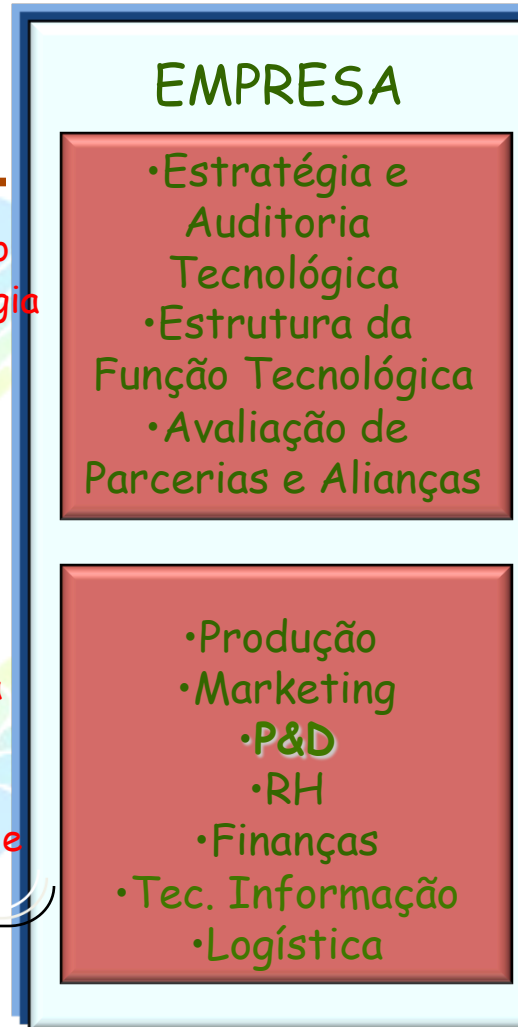 EMPRESA
•Estratégia e
Auditoria
Tecnológica
•Estrutura da
Função Tecnológica
•Avaliação de
Parcerias e Alianças
•Produção
•Marketing
•P&D
•RH
•Finanças
•Tec. Informação
•Logística